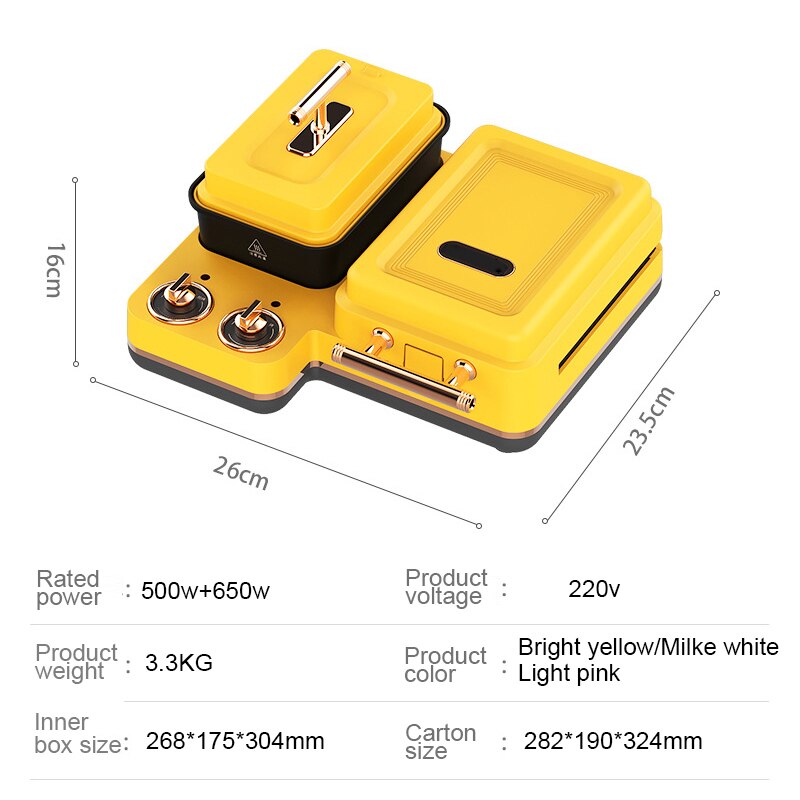 16cm
26cm
23.5cm
Rated power : 500w+650w
Product voltage : 220v
Product weight : 3.3KG
Product color : Bright yellow/Milke white Light pink
Inner box size: 268*175*304mm
Carton size : 282*190*324mm